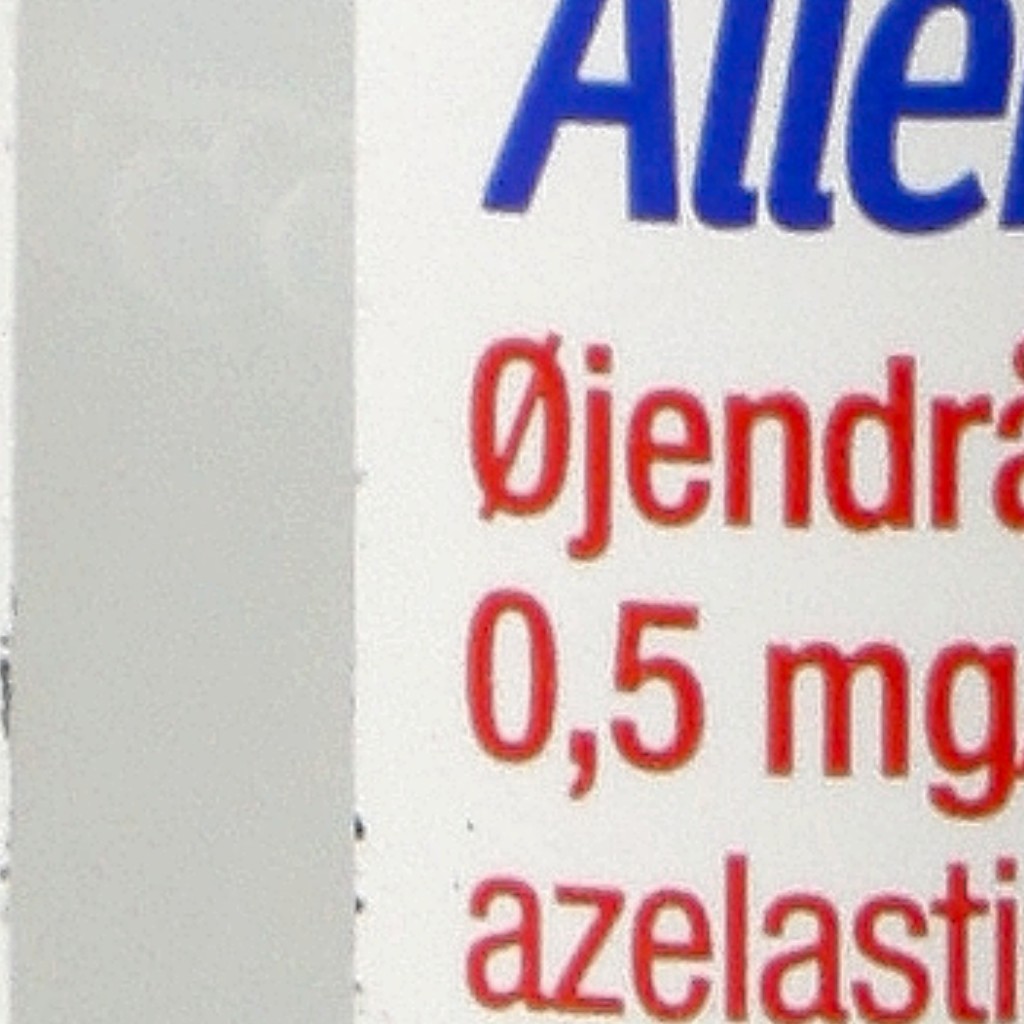 Aller
Øjendrå
0,5 mg/
azelasti